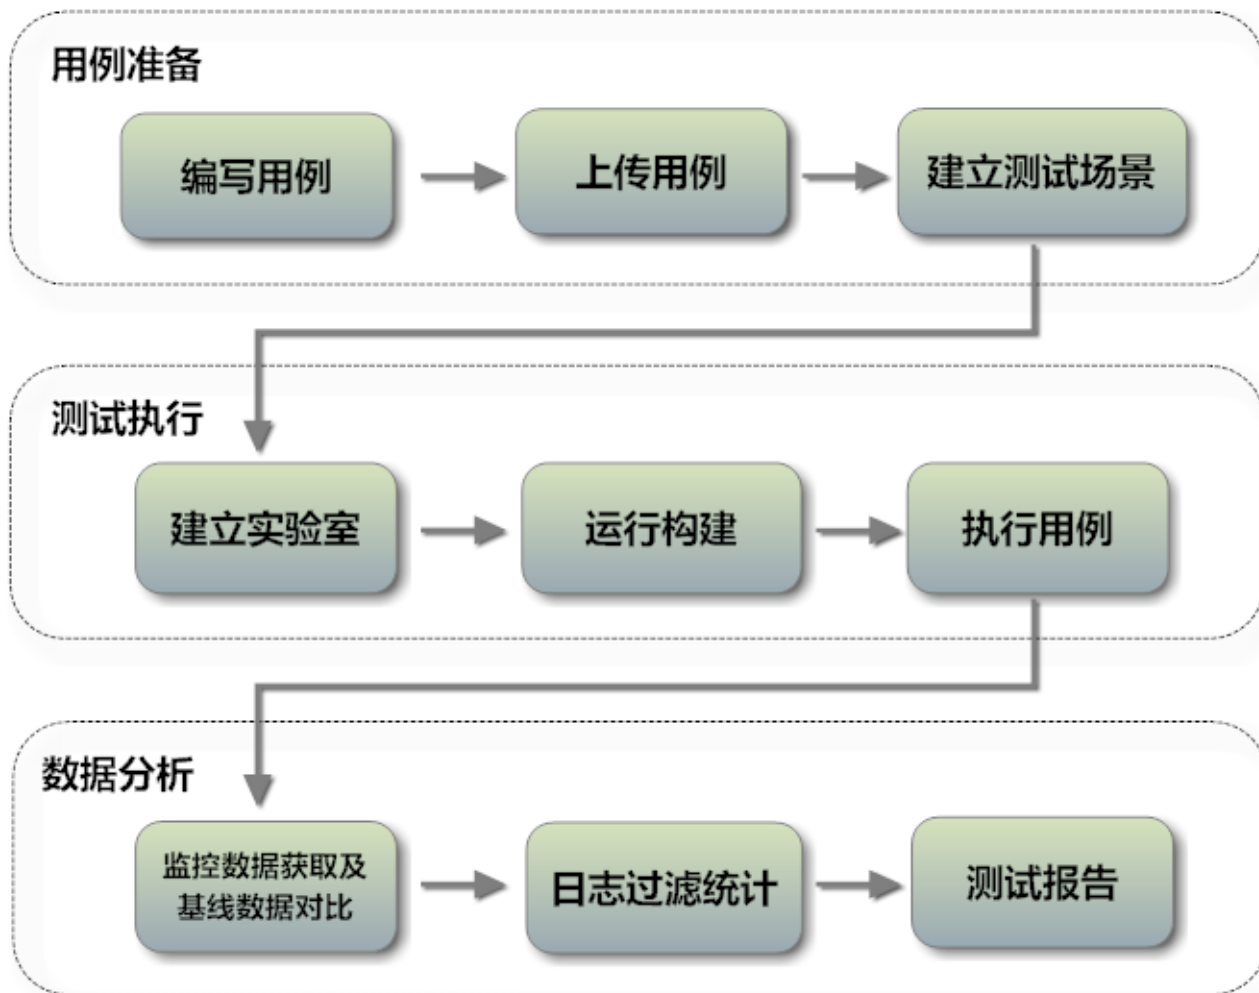 用例准备
编写用例
上传用例
建立测试场景
测试执行
建立实验室
运行构建
执行用例
数据分析
监控数据获取及
基线数据对比
日志过滤统计
测试报告